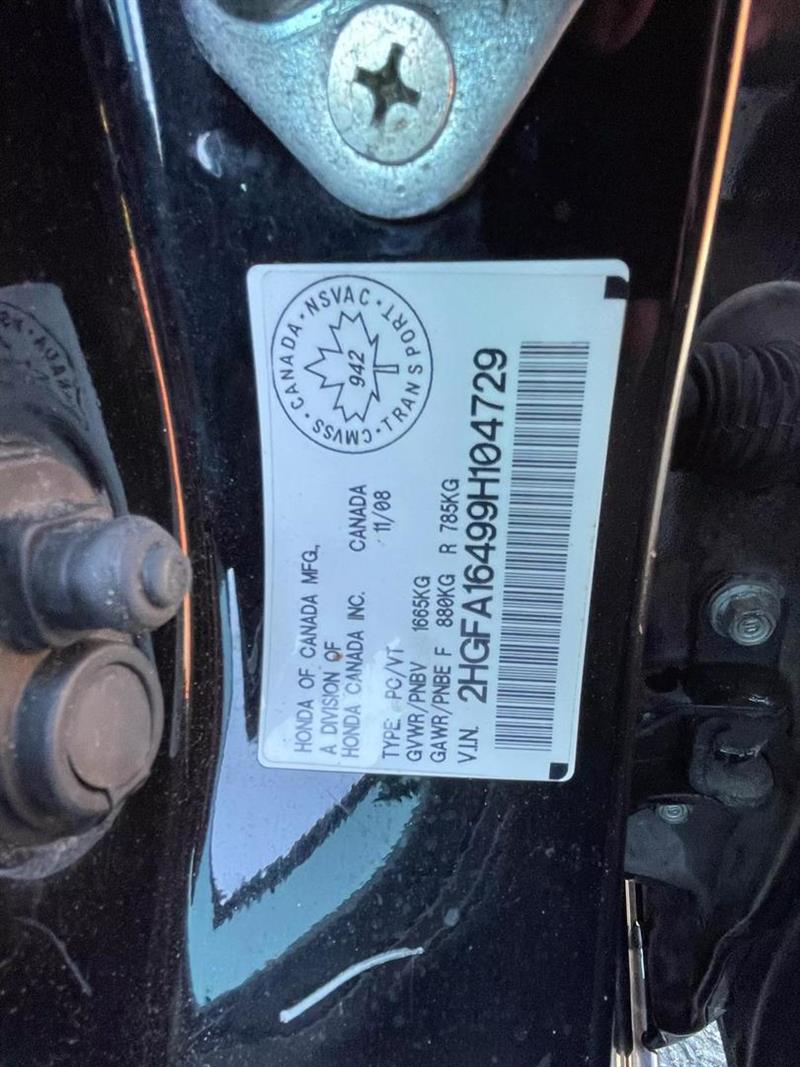 HONDA OF CANADA MFG.,
A DIVISION OF
HONDA CANADA INC. CANADA
TYPE: PC/VT 11/08
GVWR/PNBV 1665KG
GAWR/PNBE F 880KG R 785KG
V.I.N. 2HGFA16499H104729
CMVSS · CANADA · NSVAC · TRANSPORT ·
942